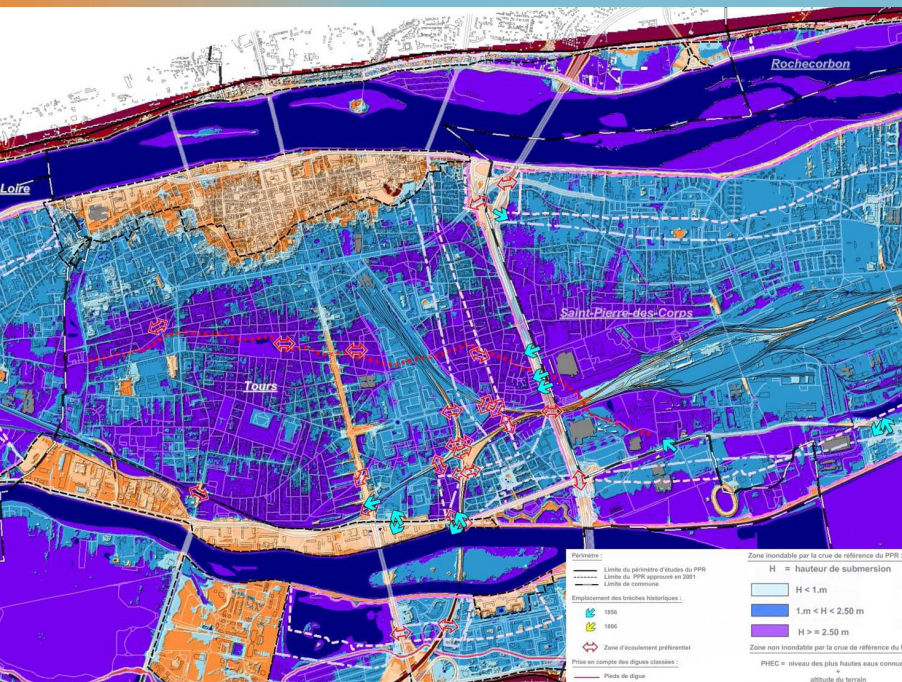 Rochecorbon
Loire
Saint-Pierre-des-Corps
Tours
Périmètre :
Limite du périmètre d'études du PPR
Limite du PPR approuvé en 2001
Limite de commune
Emplacement des brèches historiques :
1856
1866
Zone d'écoulement préférentiel
Prise en compte des digues classées :
Pieds de digue
Zone inondable par la crue de référence du PPR :
H = hauteur de submersion
H < 1.m
1.m < H < 2.50 m
H > = 2.50 m
Zone non inondable par la crue de référence du
PHEC = niveau des plus hautes eaux connue
+
altitude du terrain